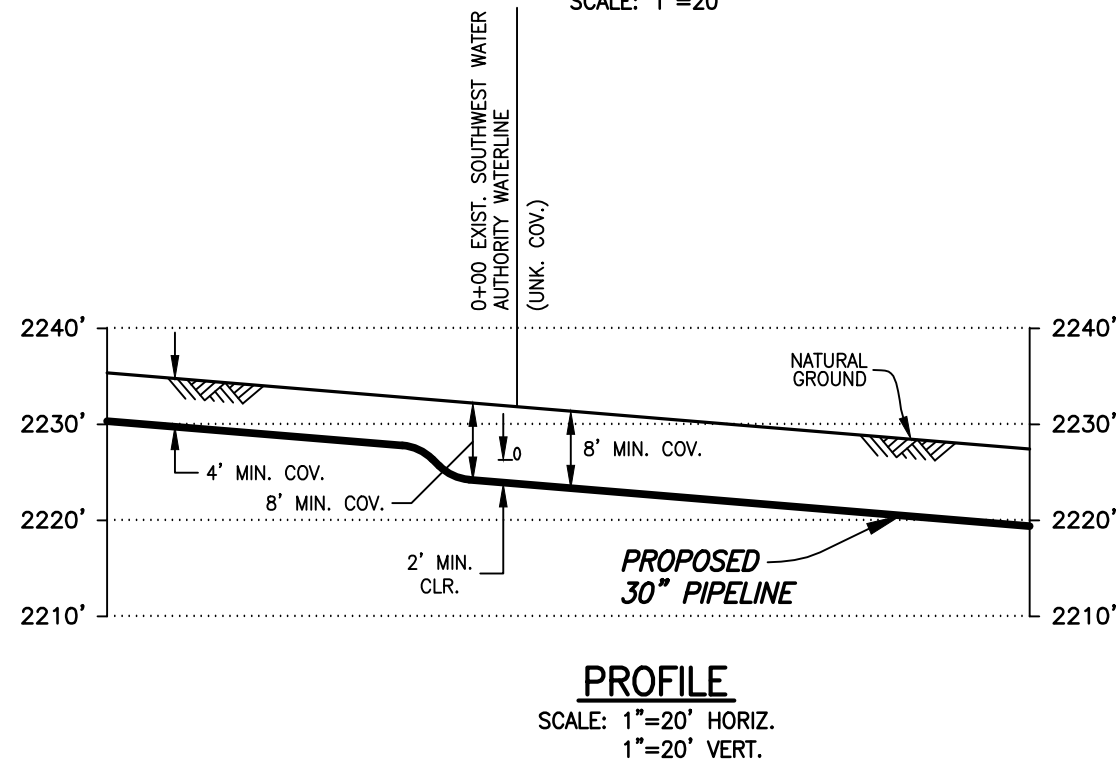 SCALE: 1"=20'
0+00 EXIST. SOUTHWEST WATER
AUTHORITY WATERLINE
(UNK. COV.)
2240'
2240'
NATURAL
GROUND
2230'
2230'
0
8' MIN. COV.
4' MIN. COV.
8' MIN. COV.
2220'
2220'
2' MIN.
CLR.
PROPOSED
30" PIPELINE
2210'
2210'
PROFILE
SCALE: 1"=20' HORIZ.
1"=20' VERT.